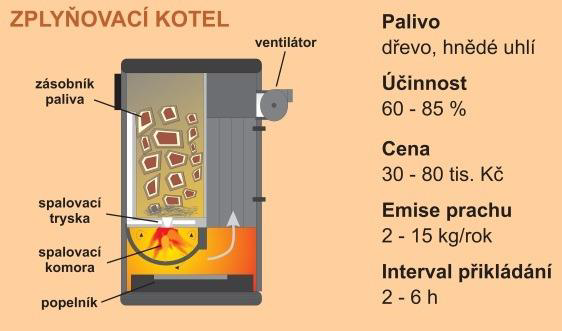 ZPLYŇOVACÍ KOTEL
ventilátor
zásobník
paliva
spalovací
tryska
spalovací
komora
popelník
Palivo
dřevo, hnědé uhlí
Účinnost
60 - 85 %
Cena
30 - 80 tis. Kč
Emise prachu
2 - 15 kg/rok
Interval přikládání
2 - 6 h